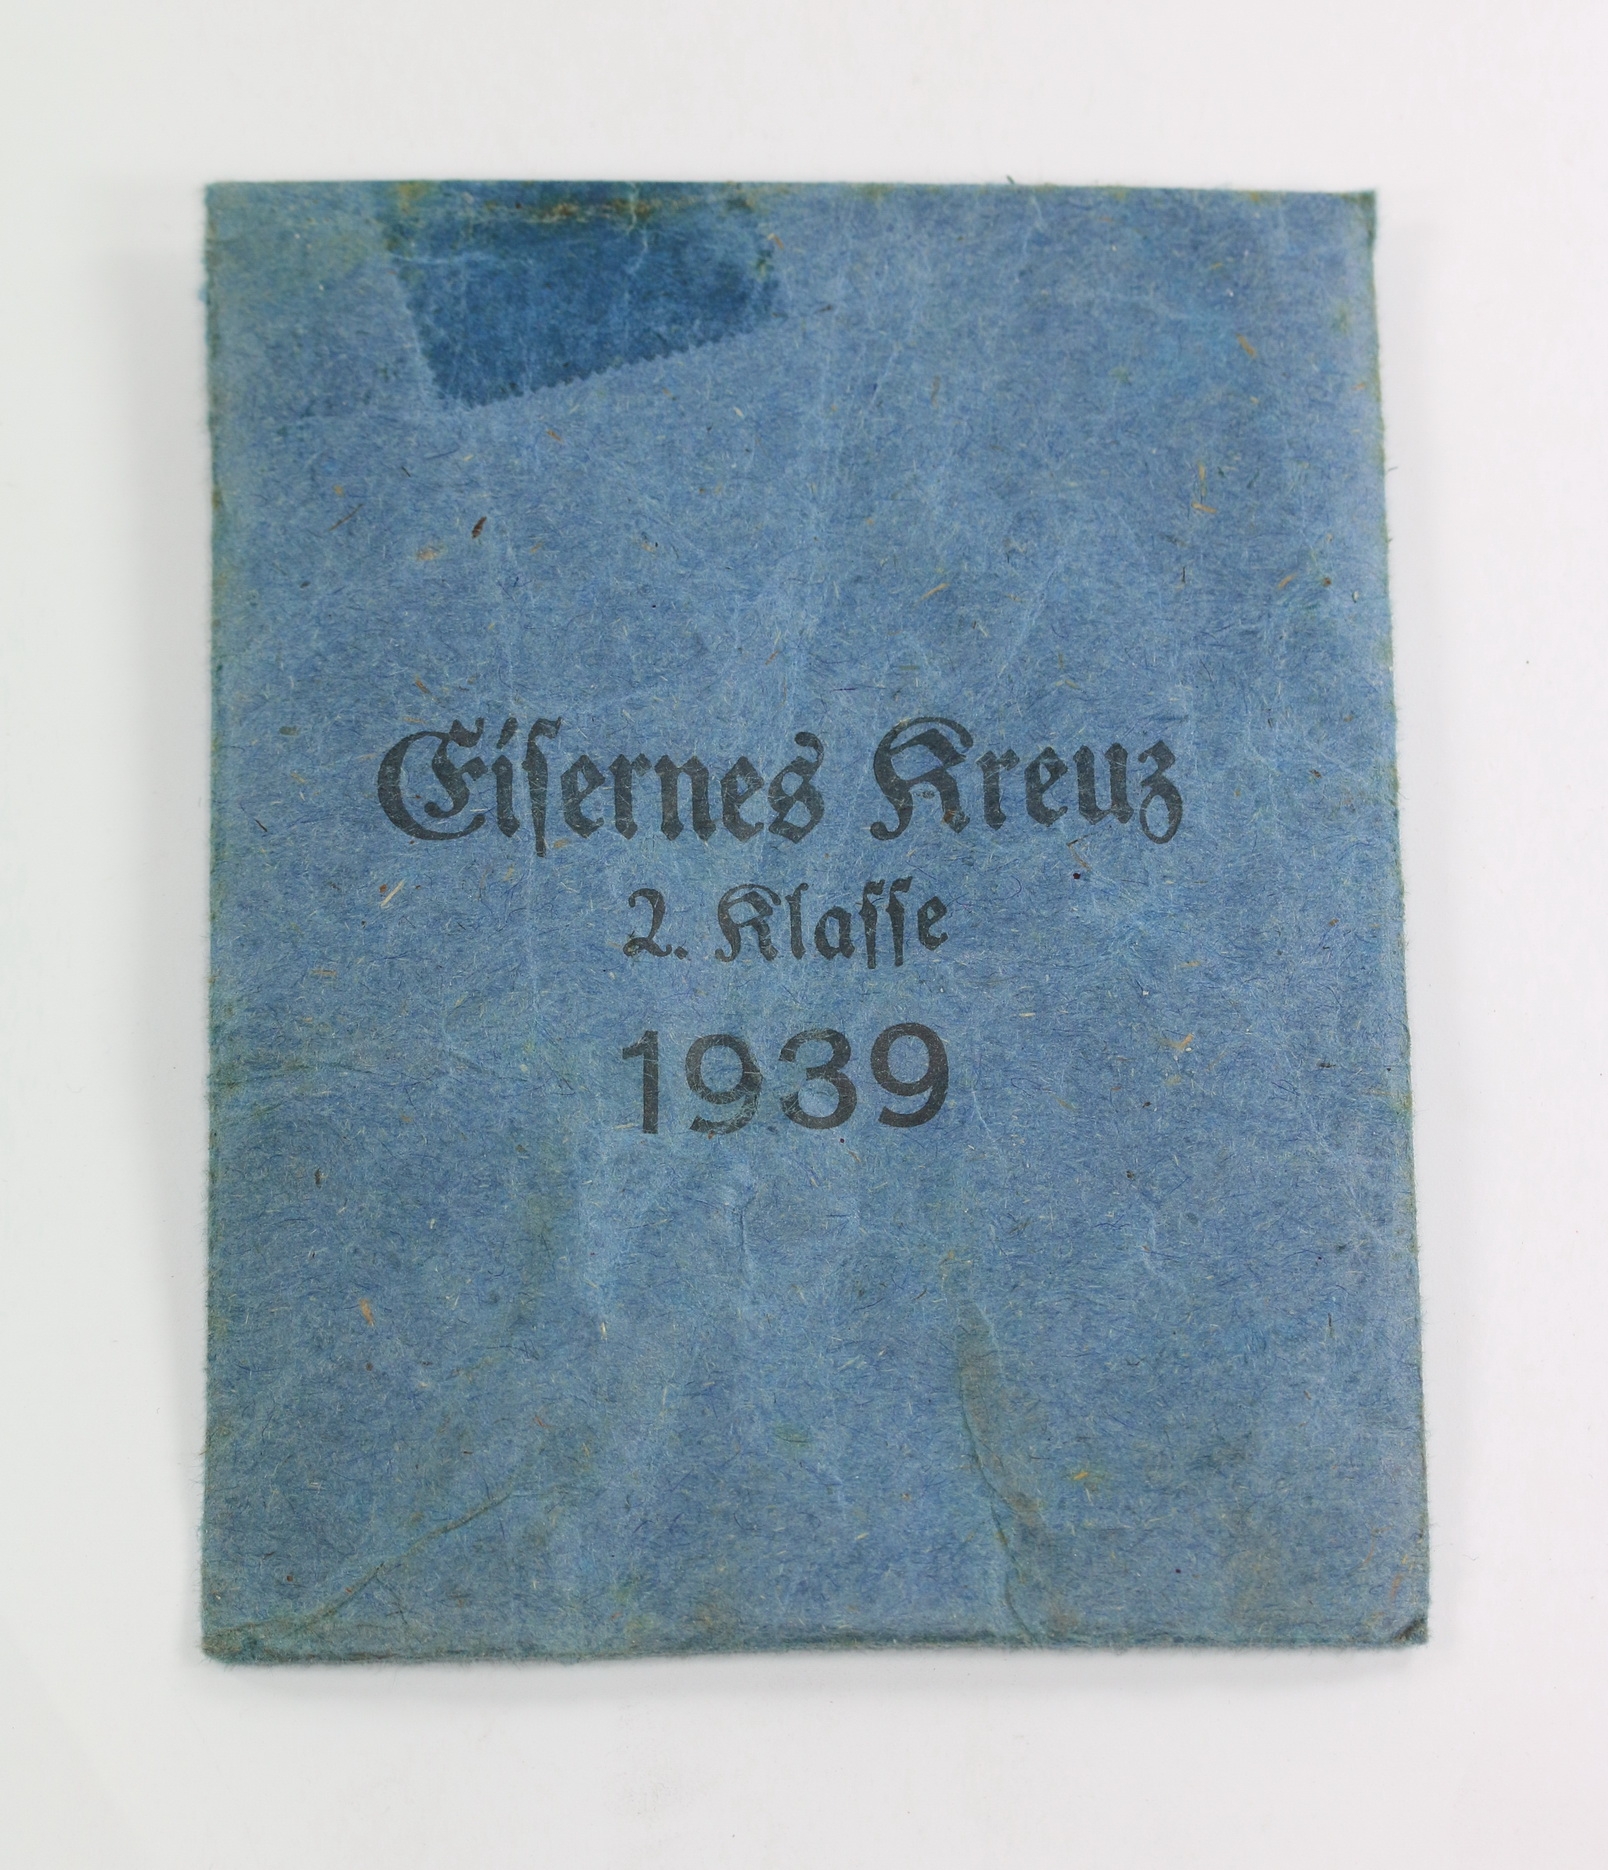 Eiſernes Kreuz
2. Klaſſe
1939